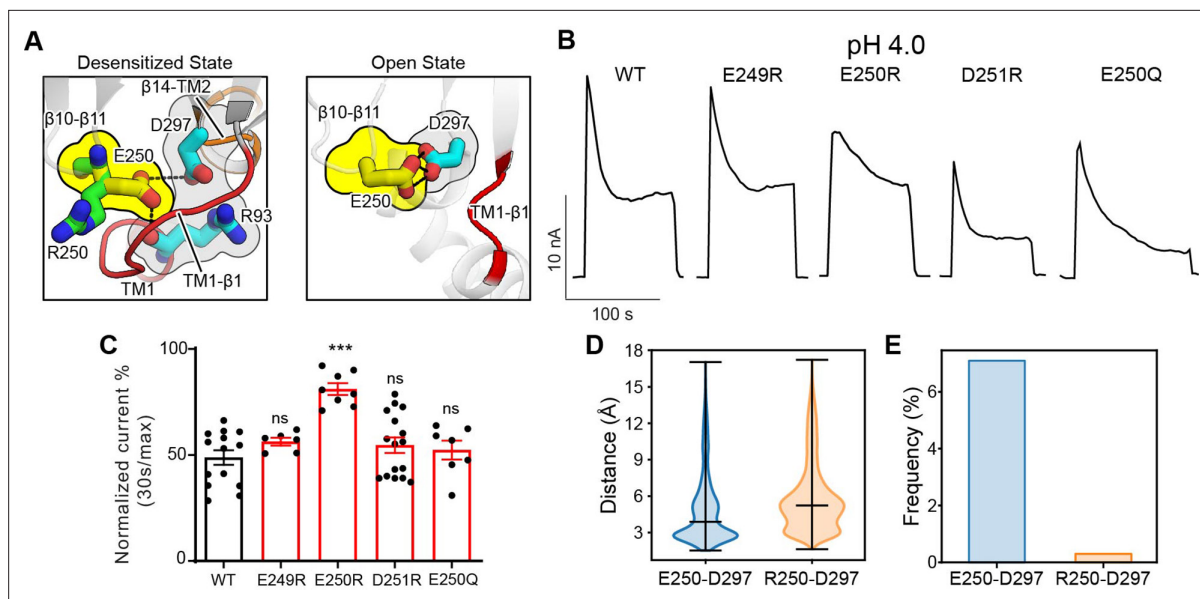 A
Desensitized State
Open State
β14-TM2
β10-β11
D297
E250
R93
R250
TM1-β1
TM1
β10-β11
D297
E250
TM1-β1
B
pH 4.0
WT
E249R
E250R
D251R
E250Q
10 nA
100 s
C
Normalized current %
(30s/max)
100
50
0
ns
***
ns
ns
WT
E249R
E250R
D251R
E250Q
D
Distance (Å)
18
15
12
9
6
3
E250-D297
R250-D297
E
Frequency (%)
6
4
2
0
E250-D297
R250-D297